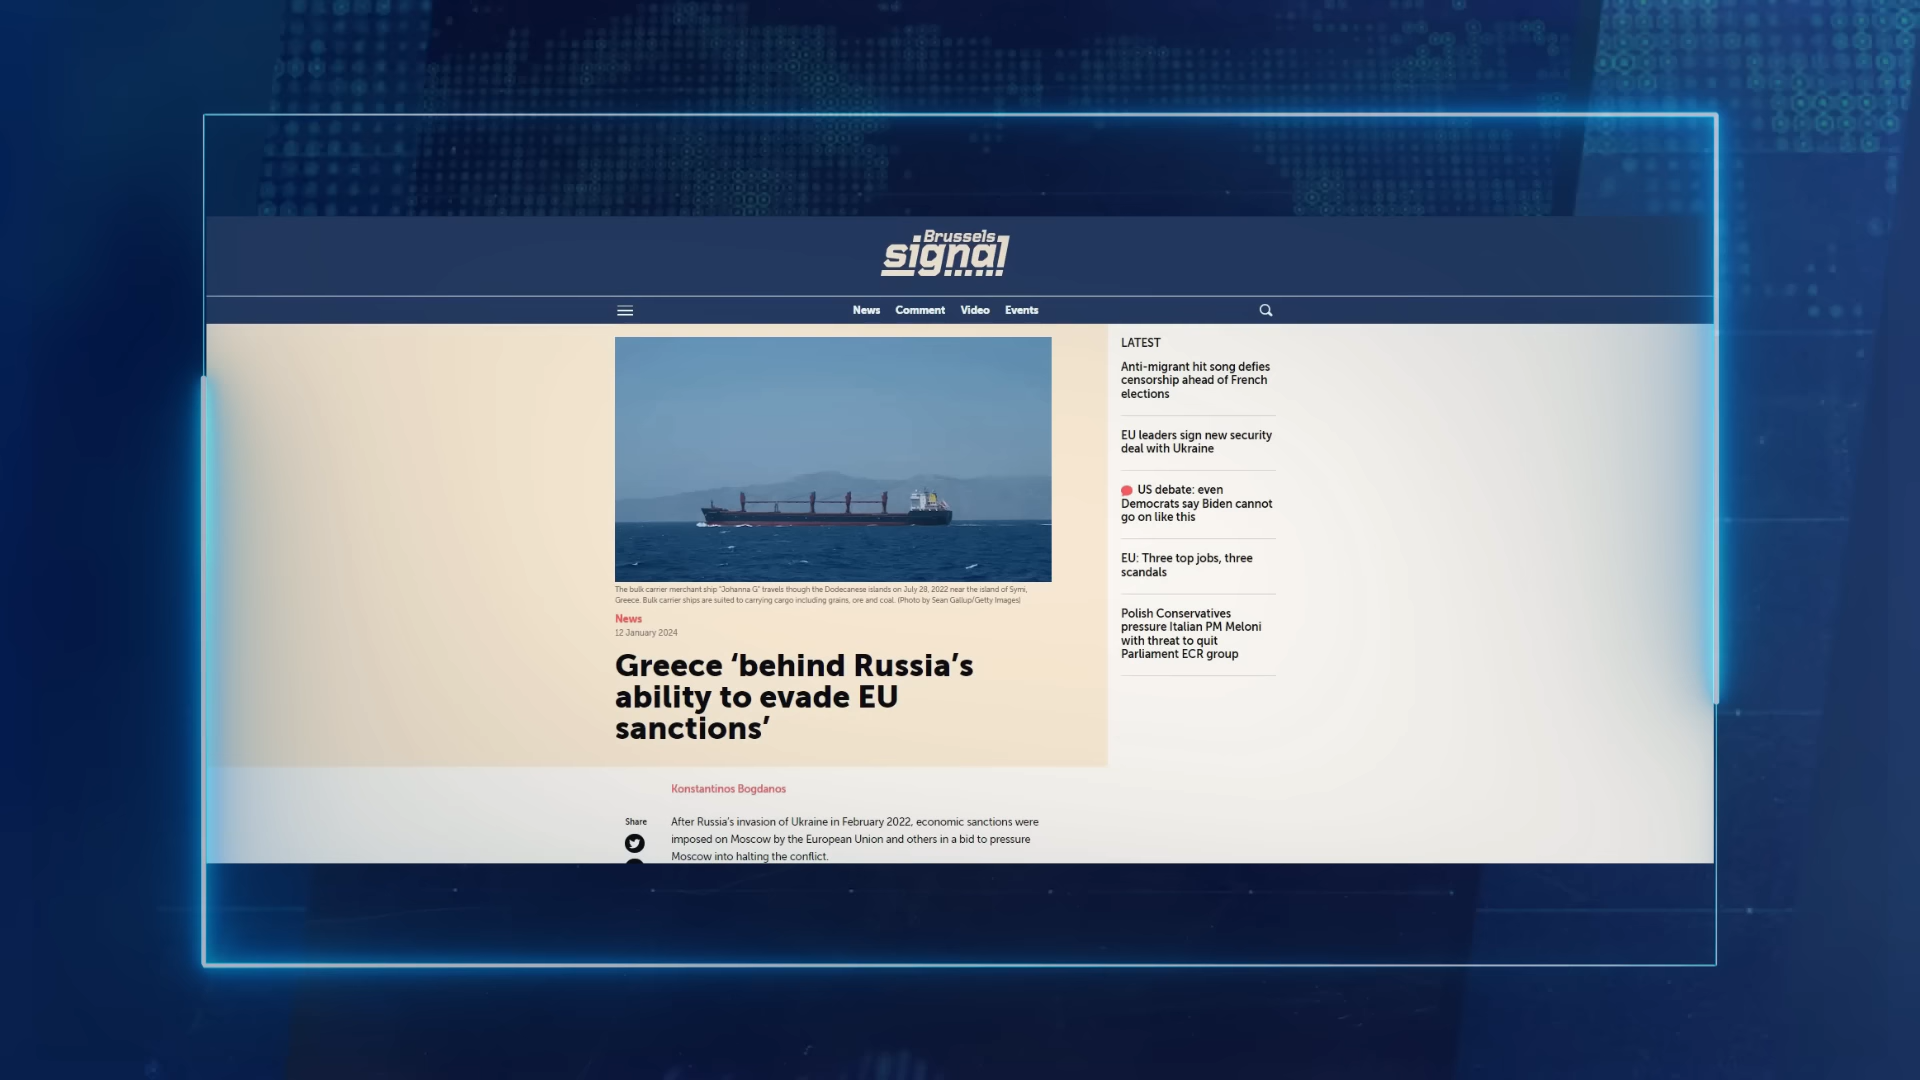 Brussels
signal
News Comment Video Events
The bulk carrier merchant ship "Johanna G" travels though the Dodecanese islands on July 28, 2022 near the island of Symi,
Greece. Bulk carrier ships are suited to carrying cargo including grains, ore and coal. (Photo by Sean Gallup/Getty Images)
News
12 January 2024
Greece ‘behind Russia’s
ability to evade EU
sanctions’
Konstantinos Bogdanos
Share
After Russia’s invasion of Ukraine in February 2022, economic sanctions were
imposed on Moscow by the European Union and others in a bid to pressure
Moscow into halting the conflict.
LATEST
Anti-migrant hit song defies
censorship ahead of French
elections
EU leaders sign new security
deal with Ukraine
US debate: even
Democrats say Biden cannot
go on like this
EU: Three top jobs, three
scandals
Polish Conservatives
pressure Italian PM Meloni
with threat to quit
Parliament ECR group